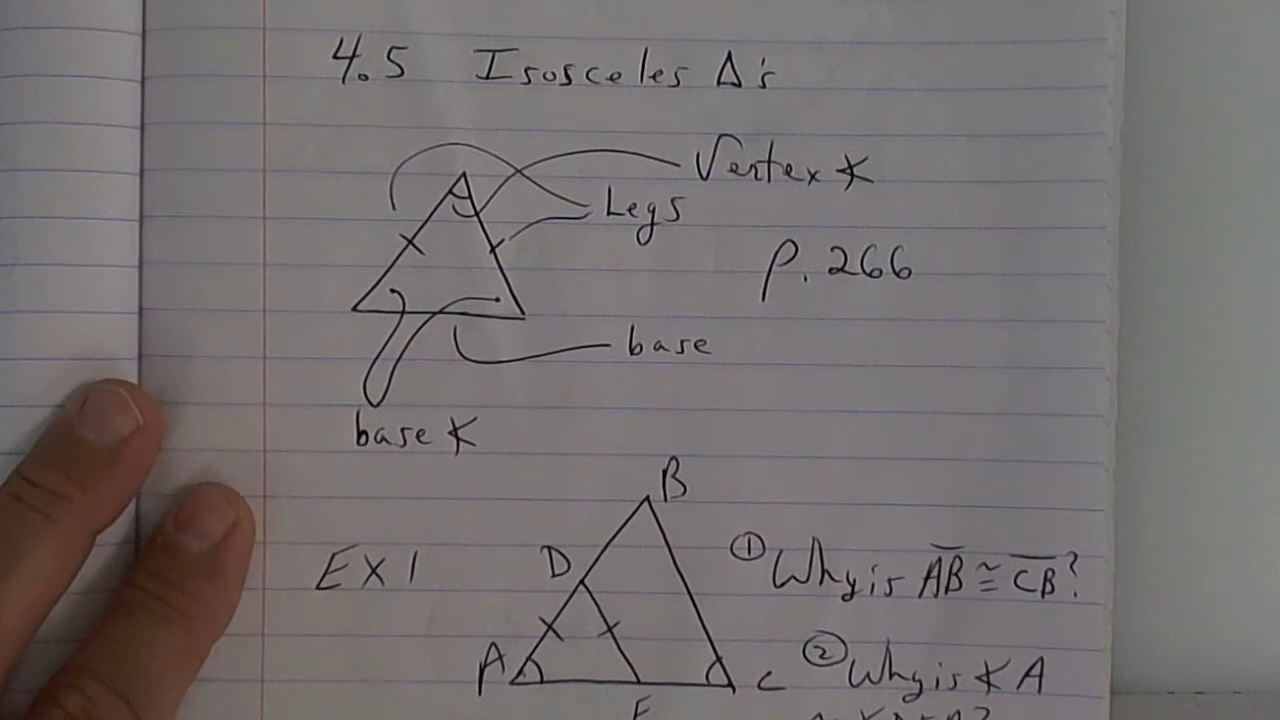 4.5 Isosceles Δ's
Vertex ∡
Legs
p. 266
base
base ∡
B
EX 1
D
① Why is AB ≅ CB?
A
C
② Why is ∡ A
E